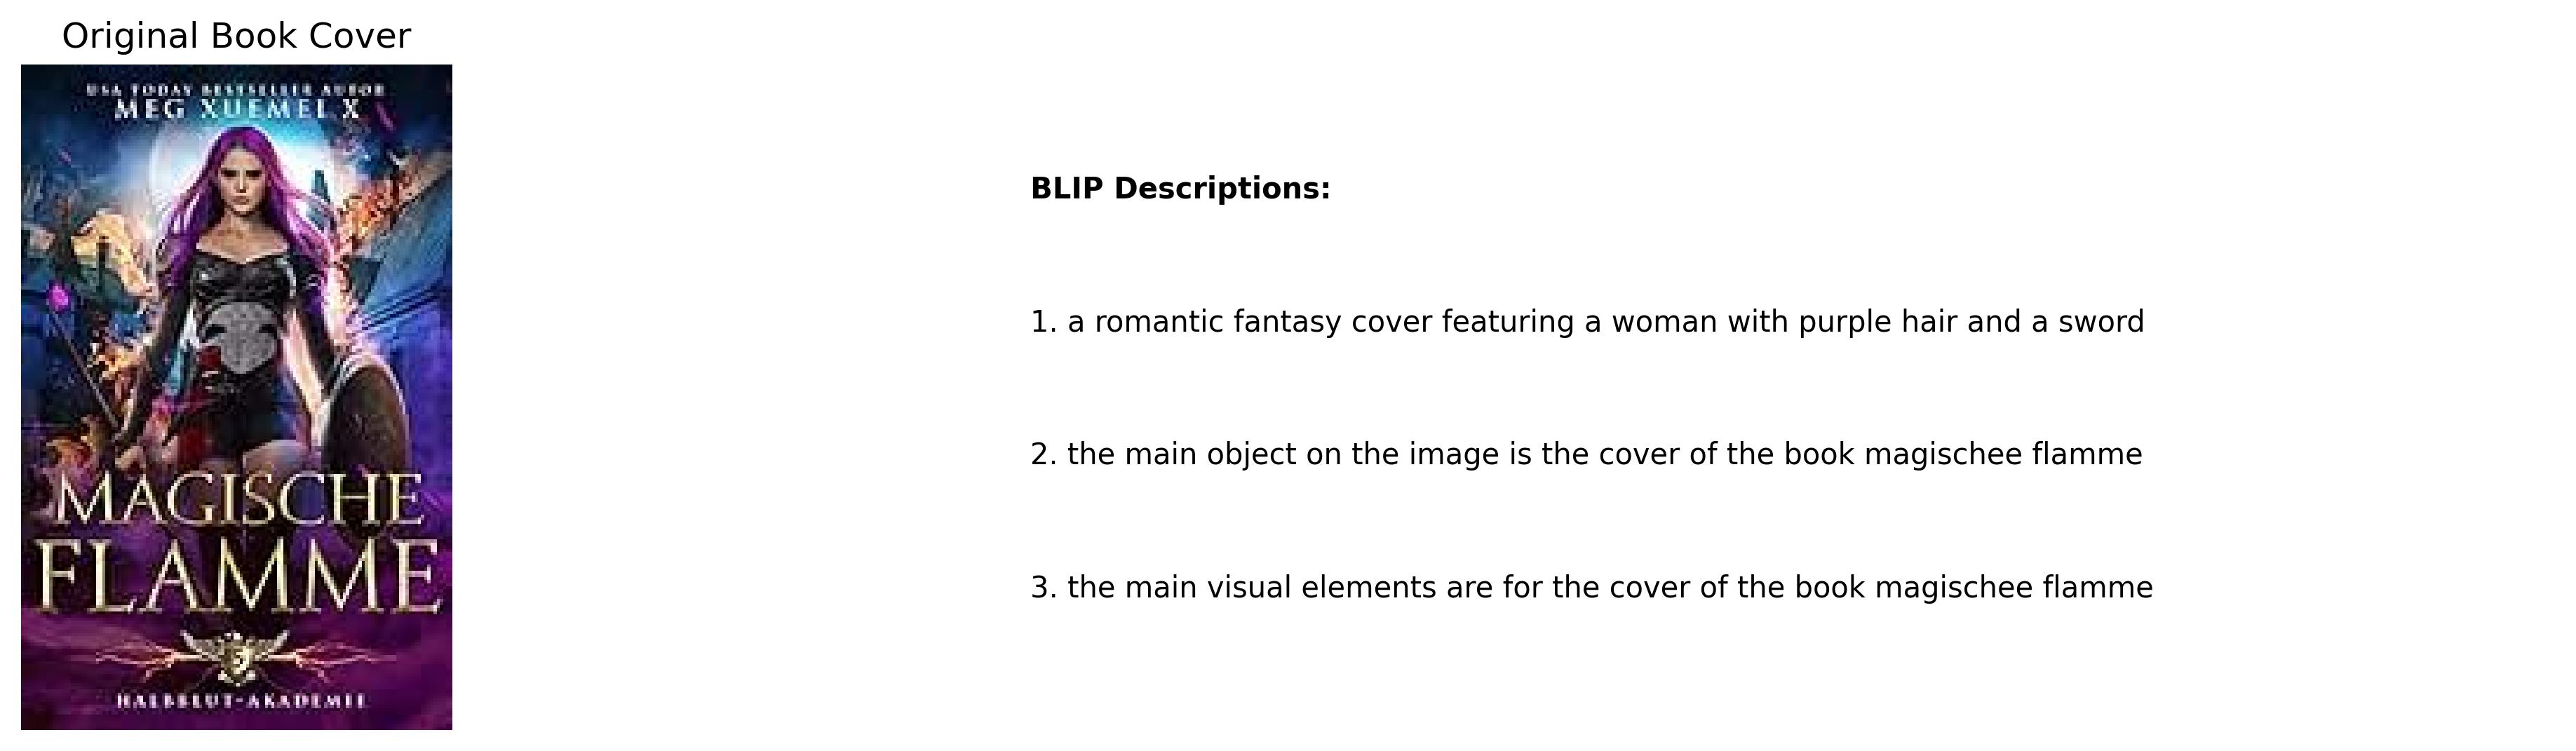 Original Book Cover
USA TODAY BESTSELLER AUTOR
MEG XUEMEI X
MAGISCHE
FLAMME
HALBBLUT-AKADEMIE
BLIP Descriptions:
1. a romantic fantasy cover featuring a woman with purple hair and a sword
2. the main object on the image is the cover of the book magischee flamme
3. the main visual elements are for the cover of the book magischee flamme